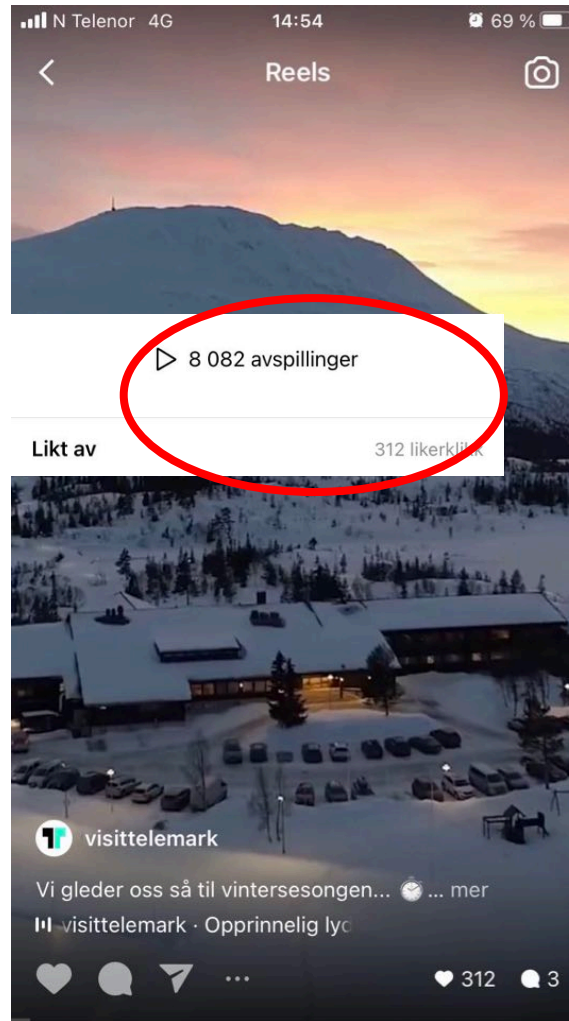 N Telenor 4G 14:54 69 %
Reels
8 082 avspillinger
Likt av 312 likerklikk
visittelemark
Vi gleder oss så til vintersesongen... ... mer
visittelemark · Opprinnelig lyd
312 3